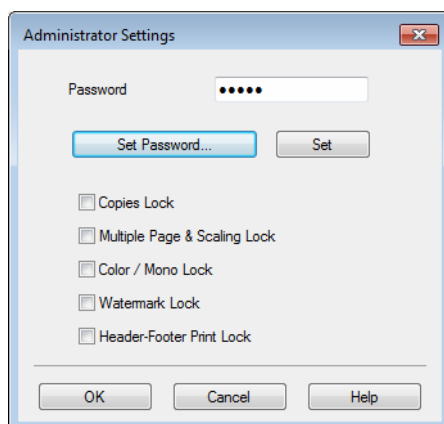 Administrator Settings
Password •••••
Set Password... Set
Copies Lock
Multiple Page & Scaling Lock
Color / Mono Lock
Watermark Lock
Header-Footer Print Lock
OK Cancel Help